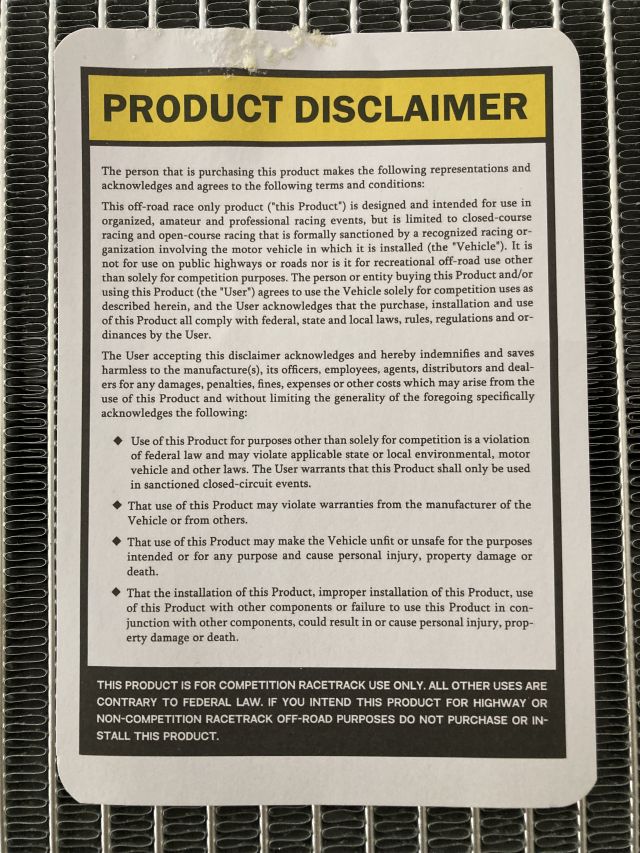 PRODUCT DISCLAIMER
The person that is purchasing this product makes the following representations and
acknowledges and agrees to the following terms and conditions:
This off-road race only product ("this Product") is designed and intended for use in
organized, amateur and professional racing events, but is limited to closed-course
racing and open-course racing that is formally sanctioned by a recognized racing or-
ganization involving the motor vehicle in which it is installed (the "Vehicle"). It is
not for use on public highways or roads nor is it for recreational off-road use other
than solely for competition purposes. The person or entity buying this Product and/or
using this Product (the "User") agrees to use the Vehicle solely for competition uses as
described herein, and the User acknowledges that the purchase, installation and use
of this Product all comply with federal, state and local laws, rules, regulations and or-
dinances by the User.
The User accepting this disclaimer acknowledges and hereby indemnifies and saves
harmless to the manufacture(s), its officers, employees, agents, distributors and deal-
ers for any damages, penalties, fines, expenses or other costs which may arise from the
use of this Product and without limiting the generality of the foregoing specifically
acknowledges the following:
◆ Use of this Product for purposes other than solely for competition is a violation
of federal law and may violate applicable state or local environmental, motor
vehicle and other laws. The User warrants that this Product shall only be used
in sanctioned closed-circuit events.
◆ That use of this Product may violate warranties from the manufacturer of the
Vehicle or from others.
◆ That use of this Product may make the Vehicle unfit or unsafe for the purposes
intended or for any purpose and cause personal injury, property damage or
death.
◆ That the installation of this Product, improper installation of this Product, use
of this Product with other components or failure to use this Product in con-
junction with other components, could result in or cause personal injury, prop-
erty damage or death.
THIS PRODUCT IS FOR COMPETITION RACETRACK USE ONLY. ALL OTHER USES ARE
CONTRARY TO FEDERAL LAW. IF YOU INTEND THIS PRODUCT FOR HIGHWAY OR
NON-COMPETITION RACETRACK OFF-ROAD PURPOSES DO NOT PURCHASE OR IN-
STALL THIS PRODUCT.